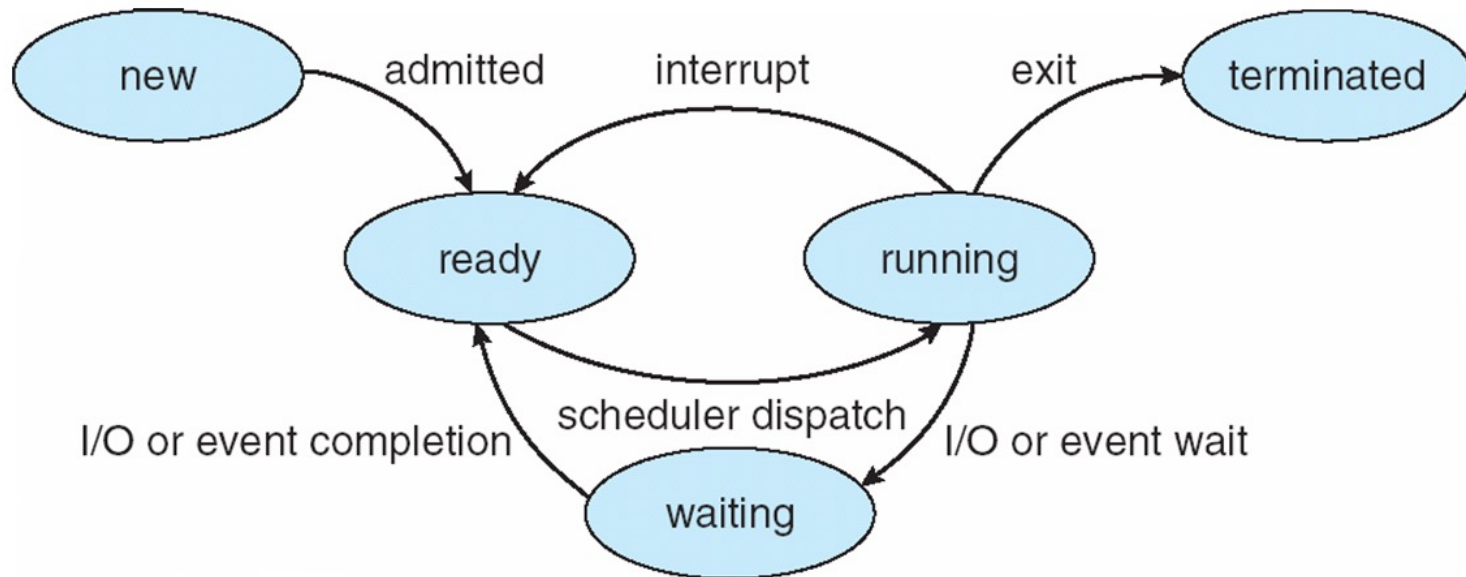 new
admitted
interrupt
exit
terminated
ready
running
scheduler dispatch
I/O or event completion
I/O or event wait
waiting